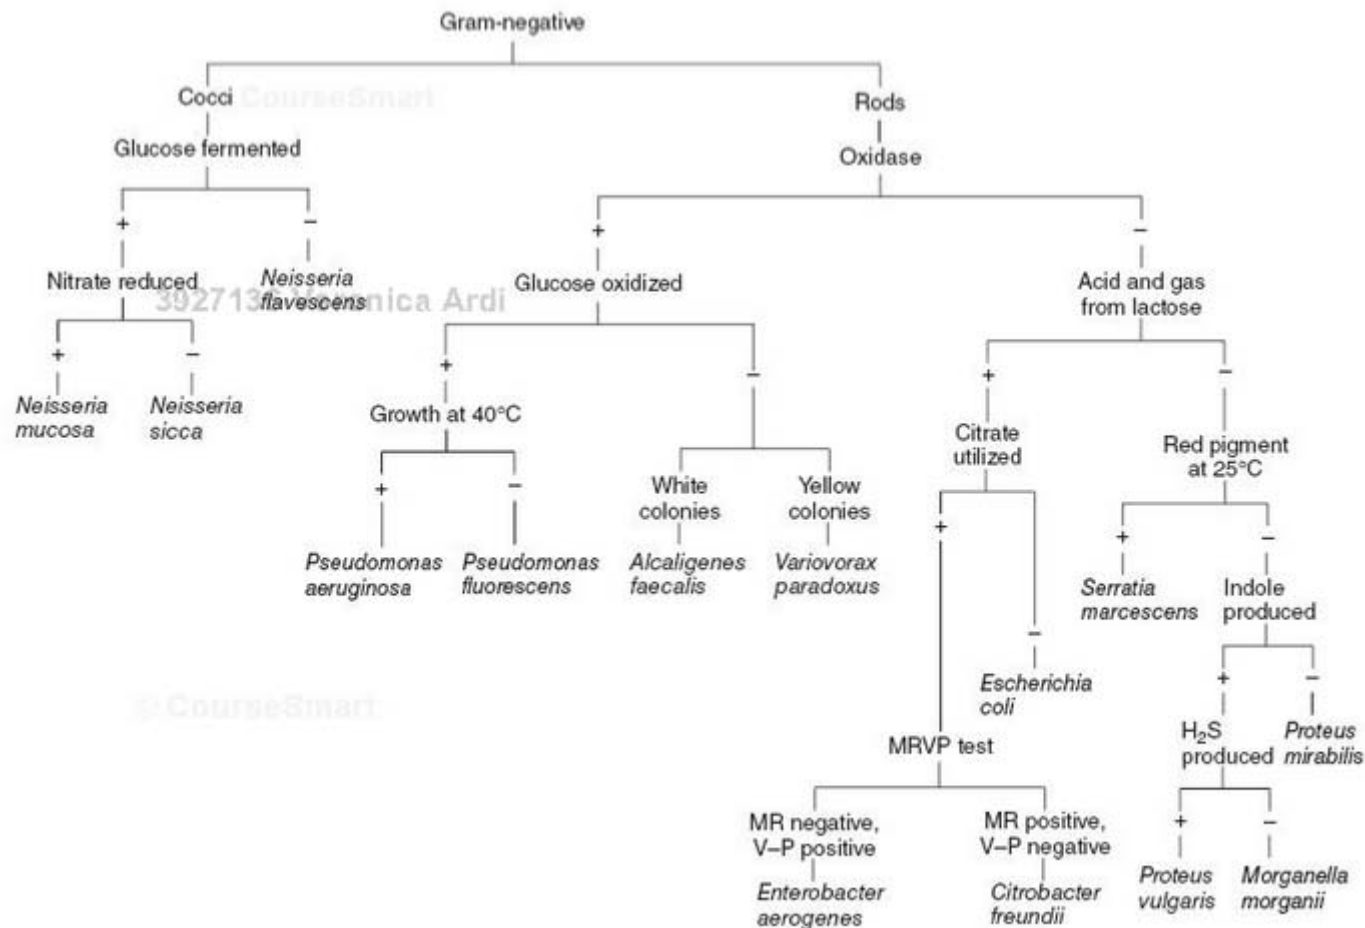 Gram-negative
Cocci
CourseSmart
Rods
Glucose fermented
Oxidase
+
−
+
−
Nitrate reduced
Neisseria
flavescens
Glucose oxidized
Acid and gas
from lactose
+
−
+
−
+
−
Neisseria
mucosa
Neisseria
sicca
Growth at 40°C
Citrate
utilized
Red pigment
at 25°C
+
−
White
colonies
Yellow
colonies
+
+
−
Pseudomonas
aeruginosa
Pseudomonas
fluorescens
Alcaligenes
faecalis
Variovorax
paradoxus
Serratia
marcescens
Indole
produced
−
Escherichia
coli
+
−
© CourseSmart
MRVP test
H₂S
produced
Proteus
mirabilis
MR negative,
V–P positive
MR positive,
V–P negative
+
−
Enterobacter
aerogenes
Citrobacter
freundii
Proteus
vulgaris
Morganella
morganii